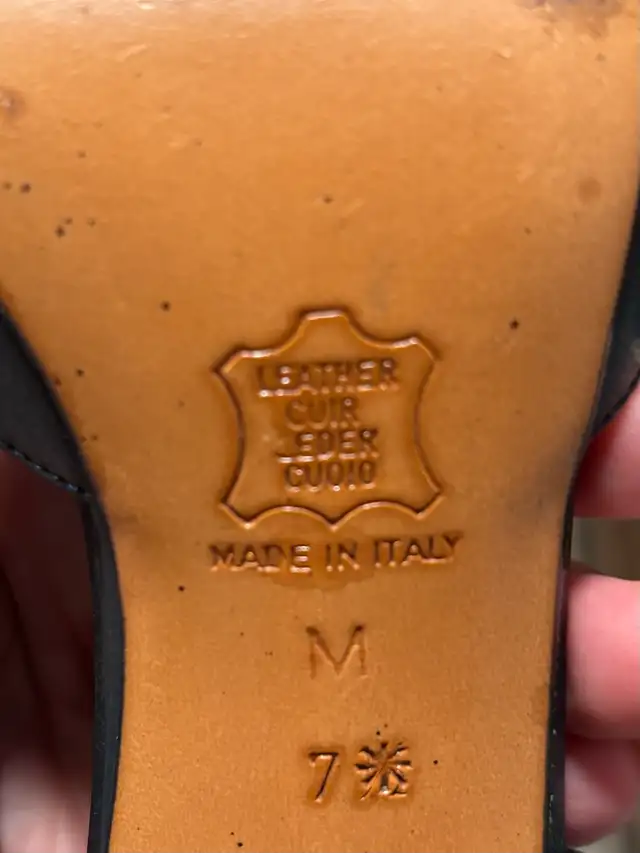 LEATHER
CUIR
LEDER
CUOIO
MADE IN ITALY
M
7